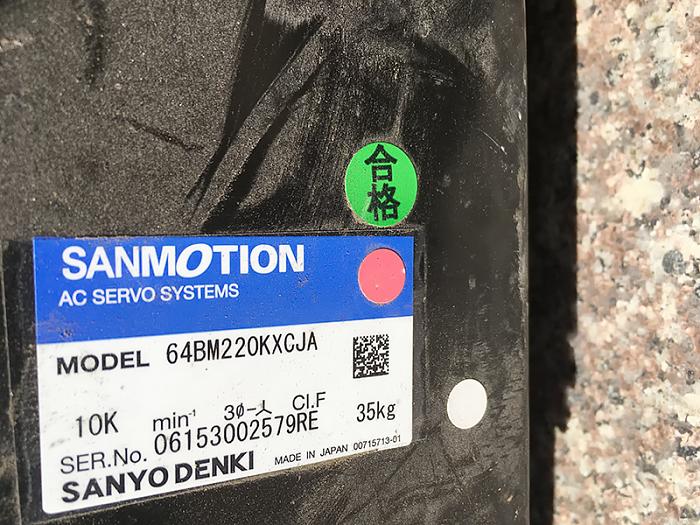 合格
SANMOTION
AC SERVO SYSTEMS
MODEL 64BM220KXCJA
10K min-1 3ø-人 Cl.F 35kg
SER.No. 06153002579RE
SANYO DENKI MADE IN JAPAN 00715713-01